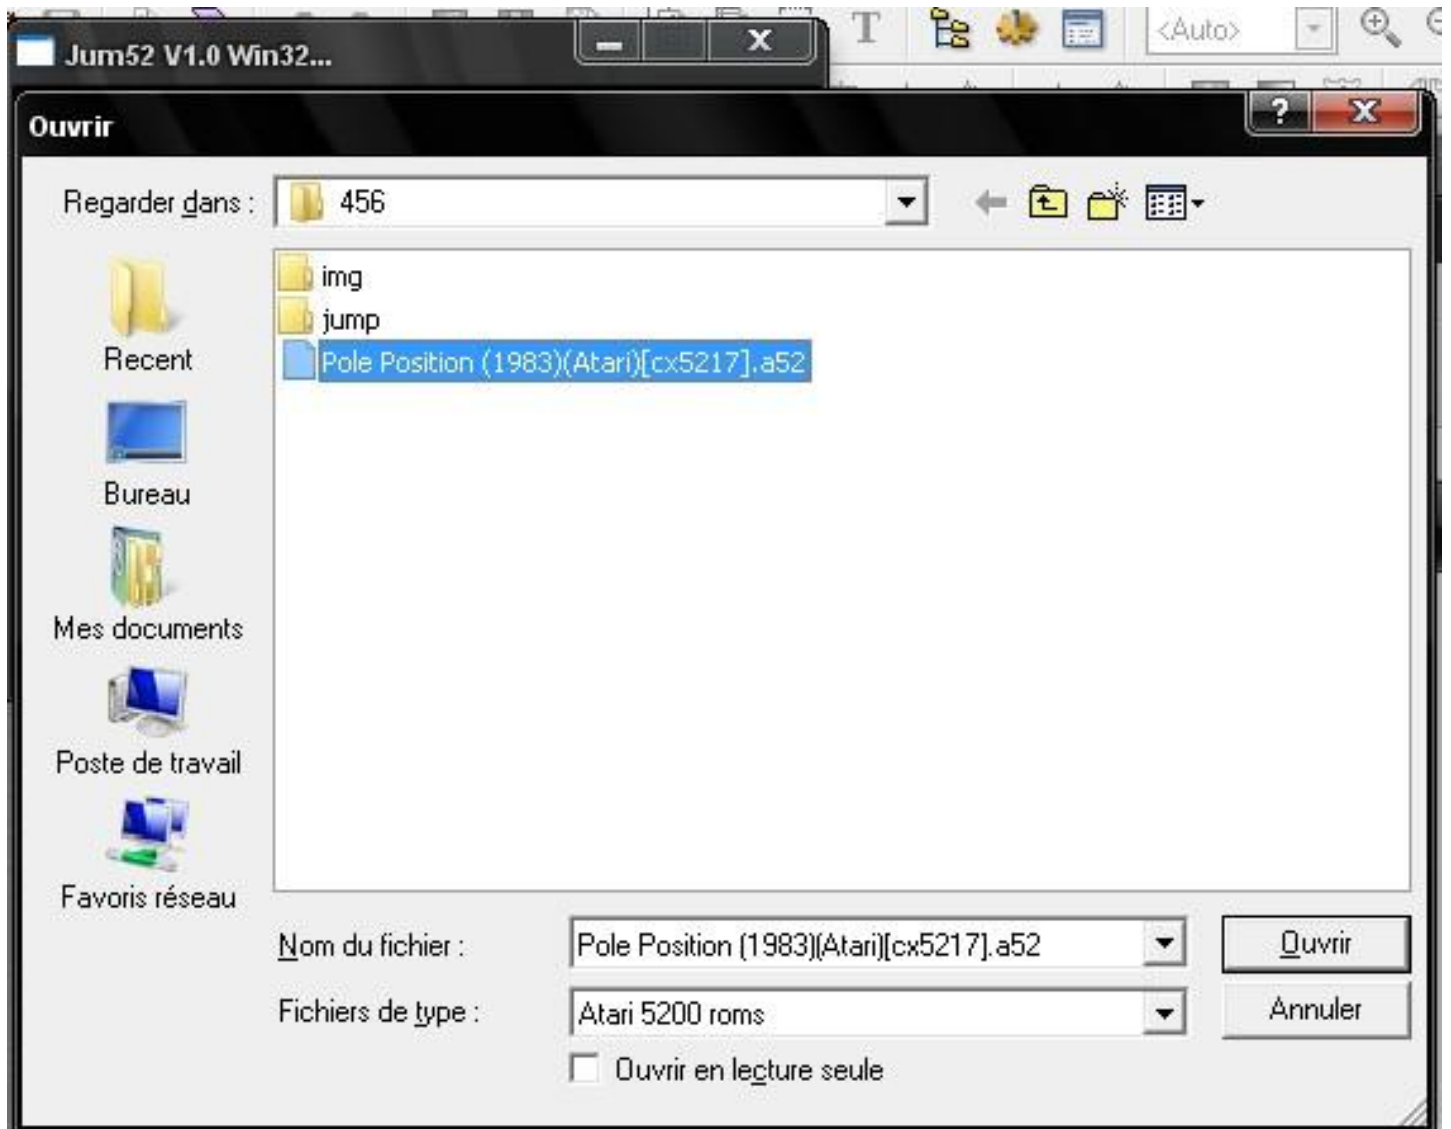 T
<Auto>
Jum52 V1.0 Win32...
Ouvrir
Regarder dans :
456
img
jump
Pole Position (1983)(Atari)[cx5217].a52
Recent
Bureau
Mes documents
Poste de travail
Favoris réseau
Nom du fichier :
Pole Position (1983)(Atari)[cx5217].a52
Ouvrir
Fichiers de type :
Atari 5200 roms
Annuler
Ouvrir en lecture seule